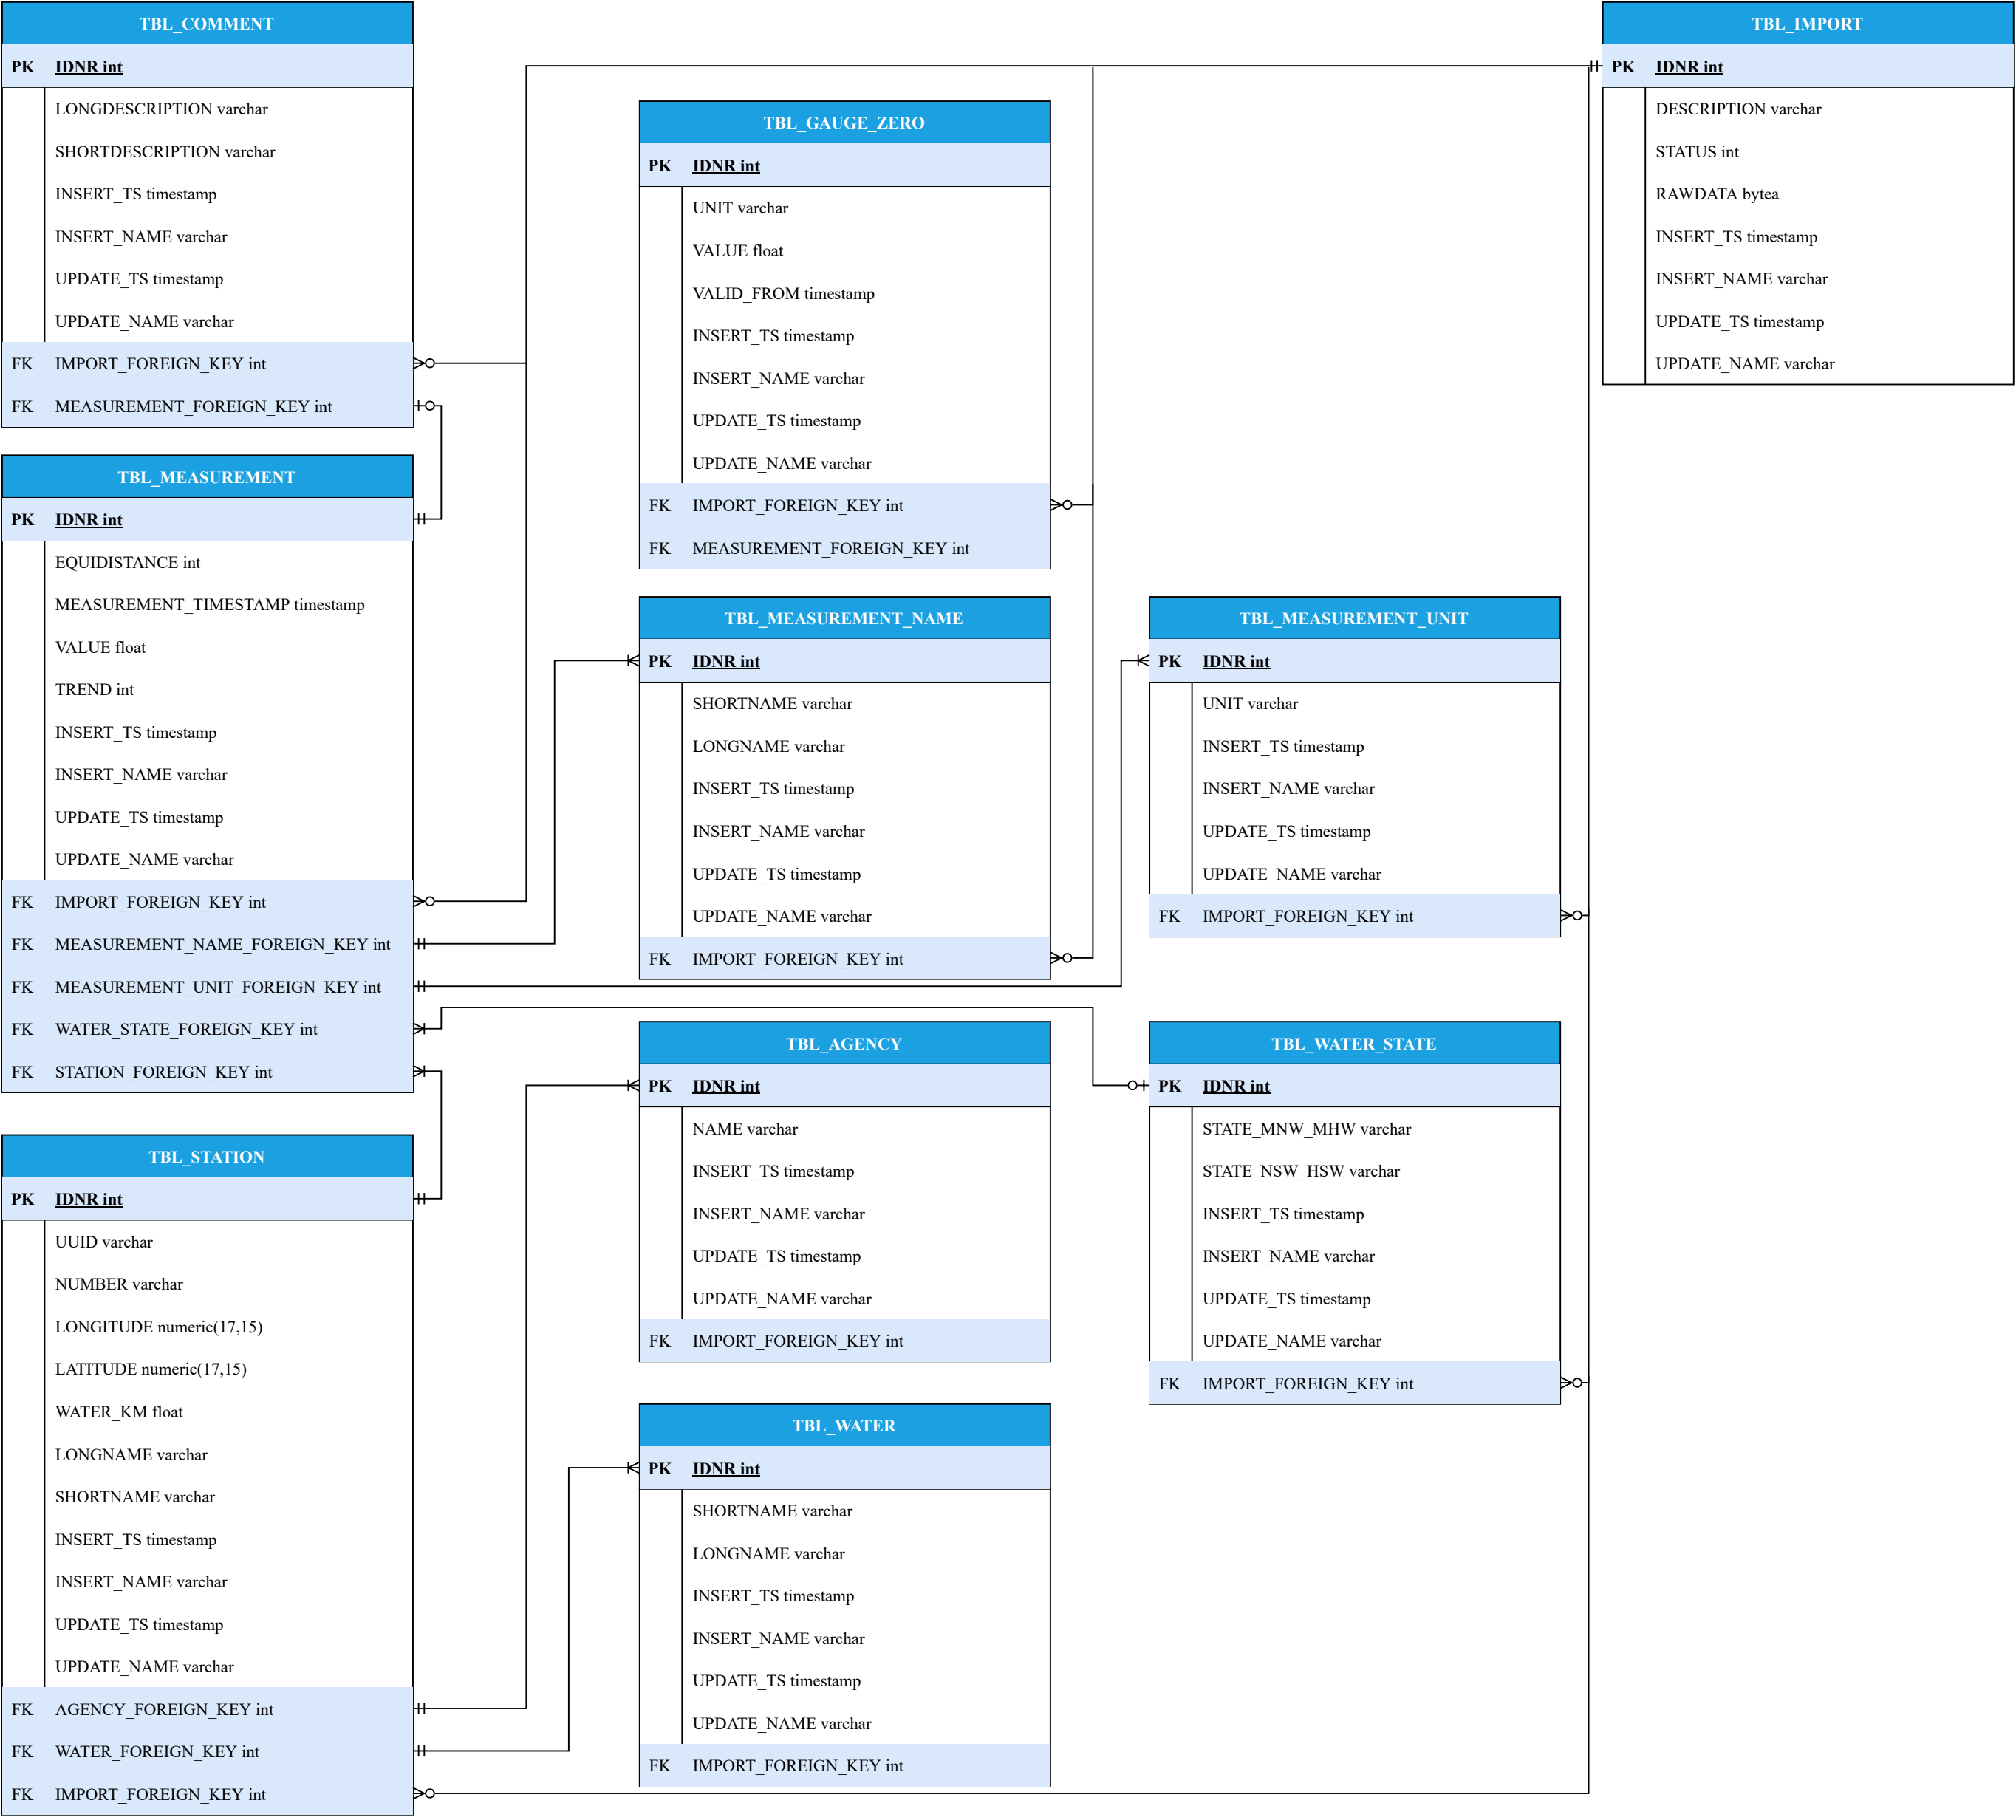 TBL_COMMENT
PK IDNR int
LONGDESCRIPTION varchar
SHORTDESCRIPTION varchar
INSERT_TS timestamp
INSERT_NAME varchar
UPDATE_TS timestamp
UPDATE_NAME varchar
FK IMPORT_FOREIGN_KEY int
FK MEASUREMENT_FOREIGN_KEY int
TBL_MEASUREMENT
PK IDNR int
EQUIDISTANCE int
MEASUREMENT_TIMESTAMP timestamp
VALUE float
TREND int
INSERT_TS timestamp
INSERT_NAME varchar
UPDATE_TS timestamp
UPDATE_NAME varchar
FK IMPORT_FOREIGN_KEY int
FK MEASUREMENT_NAME_FOREIGN_KEY int
FK MEASUREMENT_UNIT_FOREIGN_KEY int
FK WATER_STATE_FOREIGN_KEY int
FK STATION_FOREIGN_KEY int
TBL_STATION
PK IDNR int
UUID varchar
NUMBER varchar
LONGITUDE numeric(17,15)
LATITUDE numeric(17,15)
WATER_KM float
LONGNAME varchar
SHORTNAME varchar
INSERT_TS timestamp
INSERT_NAME varchar
UPDATE_TS timestamp
UPDATE_NAME varchar
FK AGENCY_FOREIGN_KEY int
FK WATER_FOREIGN_KEY int
FK IMPORT_FOREIGN_KEY int
TBL_GAUGE_ZERO
PK IDNR int
UNIT varchar
VALUE float
VALID_FROM timestamp
INSERT_TS timestamp
INSERT_NAME varchar
UPDATE_TS timestamp
UPDATE_NAME varchar
FK IMPORT_FOREIGN_KEY int
FK MEASUREMENT_FOREIGN_KEY int
TBL_MEASUREMENT_NAME
PK IDNR int
SHORTNAME varchar
LONGNAME varchar
INSERT_TS timestamp
INSERT_NAME varchar
UPDATE_TS timestamp
UPDATE_NAME varchar
FK IMPORT_FOREIGN_KEY int
TBL_AGENCY
PK IDNR int
NAME varchar
INSERT_TS timestamp
INSERT_NAME varchar
UPDATE_TS timestamp
UPDATE_NAME varchar
FK IMPORT_FOREIGN_KEY int
TBL_WATER
PK IDNR int
SHORTNAME varchar
LONGNAME varchar
INSERT_TS timestamp
INSERT_NAME varchar
UPDATE_TS timestamp
UPDATE_NAME varchar
FK IMPORT_FOREIGN_KEY int
TBL_MEASUREMENT_UNIT
PK IDNR int
UNIT varchar
INSERT_TS timestamp
INSERT_NAME varchar
UPDATE_TS timestamp
UPDATE_NAME varchar
FK IMPORT_FOREIGN_KEY int
TBL_WATER_STATE
PK IDNR int
STATE_MNW_MHW varchar
STATE_NSW_HSW varchar
INSERT_TS timestamp
INSERT_NAME varchar
UPDATE_TS timestamp
UPDATE_NAME varchar
FK IMPORT_FOREIGN_KEY int
TBL_IMPORT
PK IDNR int
DESCRIPTION varchar
STATUS int
RAWDATA bytea
INSERT_TS timestamp
INSERT_NAME varchar
UPDATE_TS timestamp
UPDATE_NAME varchar